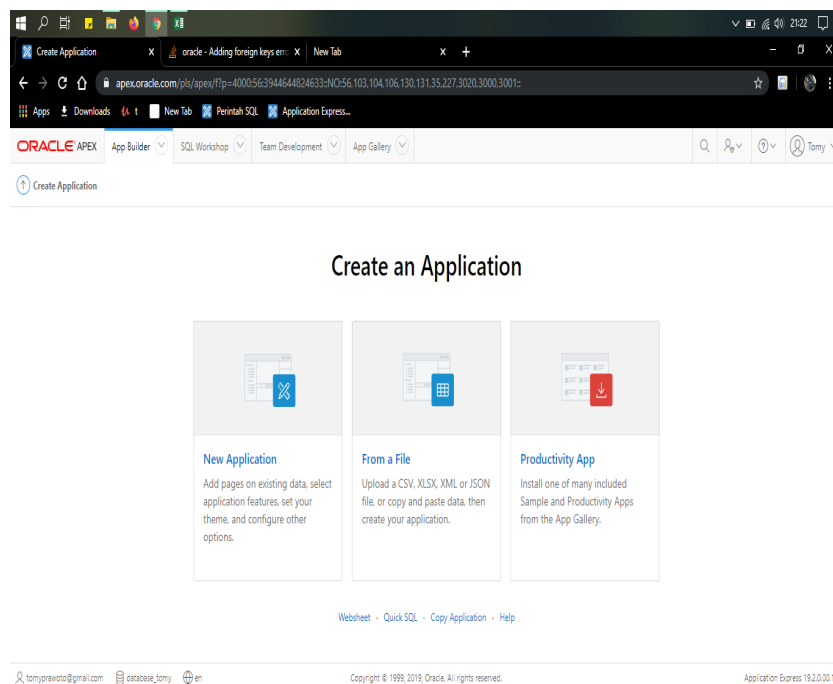 21:22
Create Application X oracle - Adding foreign keys erro X New Tab X +
apex.oracle.com/pls/apex/f?p=4000:56:3944644824633::NO:56,103,104,106,130,131,35,227,3020,3000,3001::
Apps Downloads t New Tab Perintah SQL Application Express...
ORACLE APEX App Builder SQL Workshop Team Development App Gallery Tomy
Create Application
Create an Application
New Application
Add pages on existing data, select
application features, set your
theme, and configure other
options.
From a File
Upload a CSV, XLSX, XML or JSON
file, or copy and paste data, then
create your application.
Productivity App
Install one of many included
Sample and Productivity Apps
from the App Gallery.
Websheet - Quick SQL - Copy Application - Help
tomyprawoto@gmail.com database_tomy en Copyright © 1999, 2019, Oracle. All rights reserved. Application Express 19.2.0.00.1